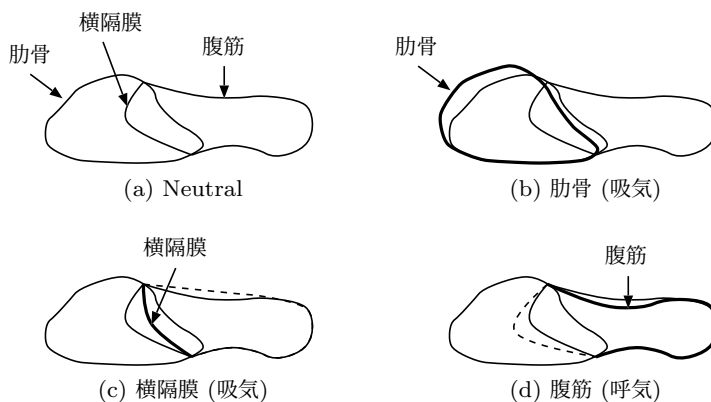 横隔膜
肋骨
腹筋
肋骨
(a) Neutral
(b) 肋骨 (吸気)
横隔膜
腹筋
(c) 横隔膜 (吸気)
(d) 腹筋 (呼気)